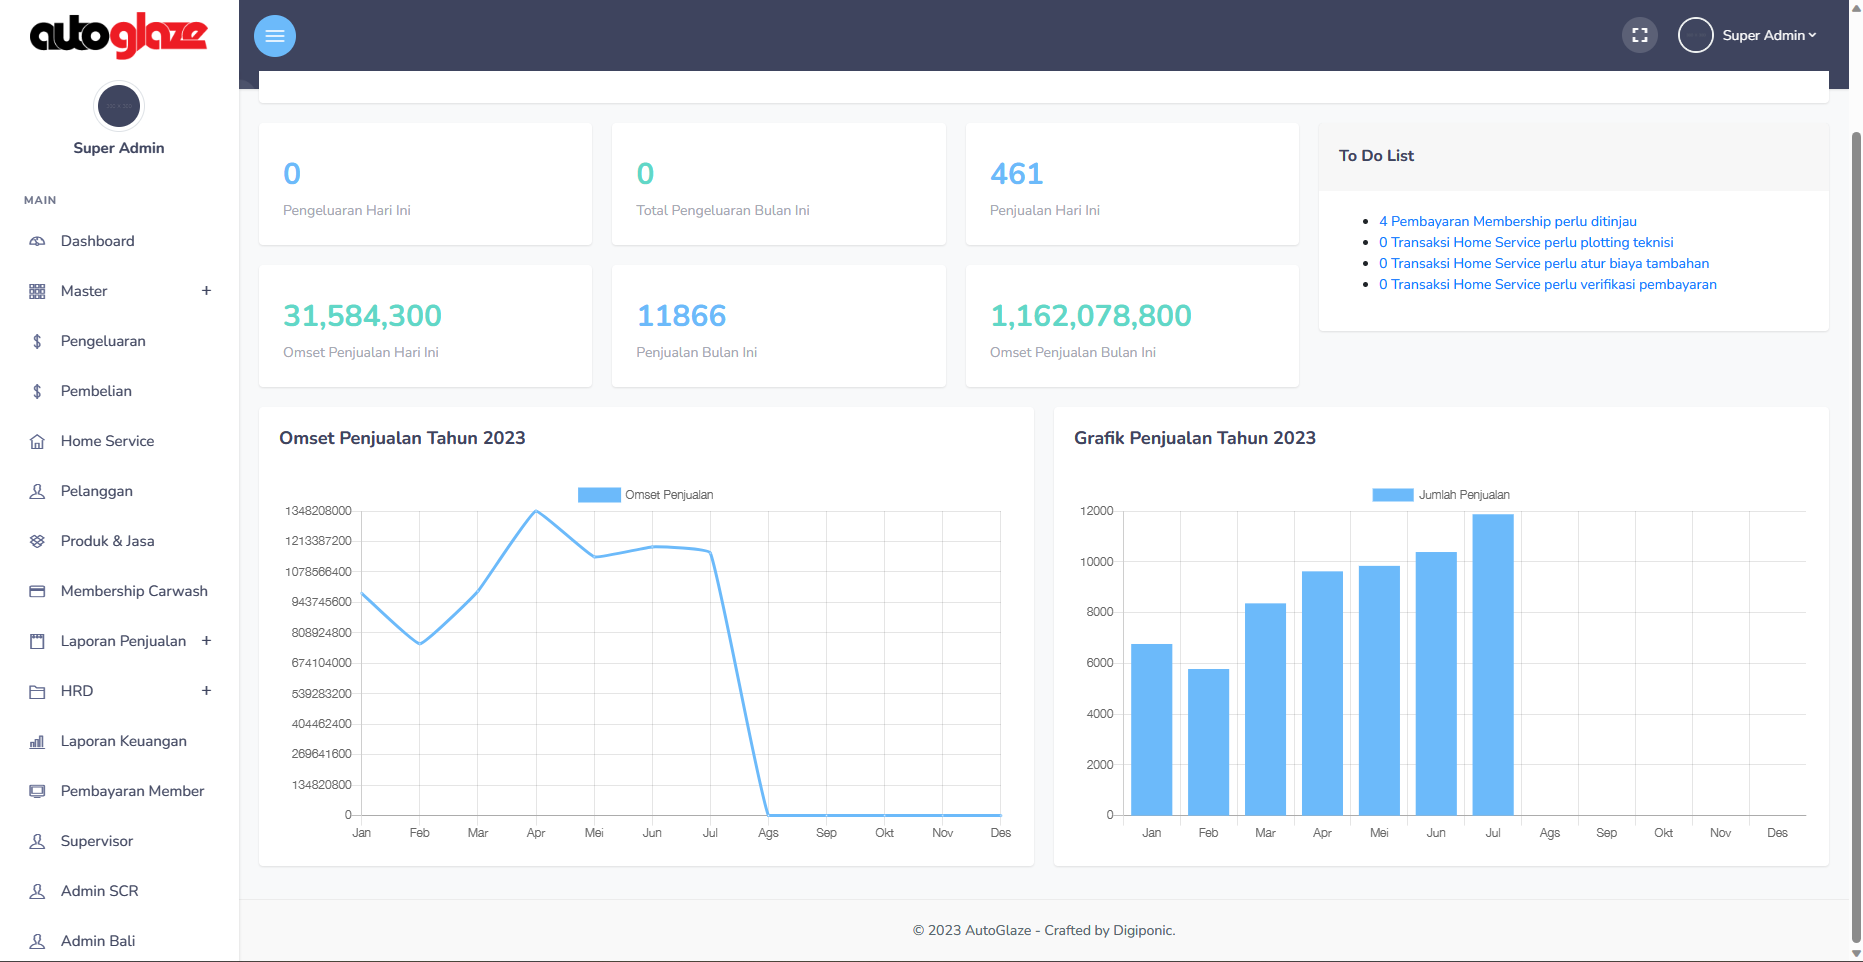 autoglaze
Super Admin
Super Admin
MAIN
Dashboard
Master +
Pengeluaran
Pembelian
Home Service
Pelanggan
Produk & Jasa
Membership Carwash
Laporan Penjualan +
HRD +
Laporan Keuangan
Pembayaran Member
Supervisor
Admin SCR
Admin Bali
0
Pengeluaran Hari Ini
0
Total Pengeluaran Bulan Ini
461
Penjualan Hari Ini
31,584,300
Omset Penjualan Hari Ini
11866
Penjualan Bulan Ini
1,162,078,800
Omset Penjualan Bulan Ini
To Do List
4 Pembayaran Membership perlu ditinjau
0 Transaksi Home Service perlu plotting teknisi
0 Transaksi Home Service perlu atur biaya tambahan
0 Transaksi Home Service perlu verifikasi pembayaran
Omset Penjualan Tahun 2023
Omset Penjualan
1348208000
1213387200
1078566400
943745600
808924800
674104000
539283200
404462400
269641600
134820800
0
Jan Feb Mar Apr Mei Jun Jul Ags Sep Okt Nov Des
Grafik Penjualan Tahun 2023
Jumlah Penjualan
12000
10000
8000
6000
4000
2000
0
Jan Feb Mar Apr Mei Jun Jul Ags Sep Okt Nov Des
© 2023 AutoGlaze - Crafted by Digiponic.